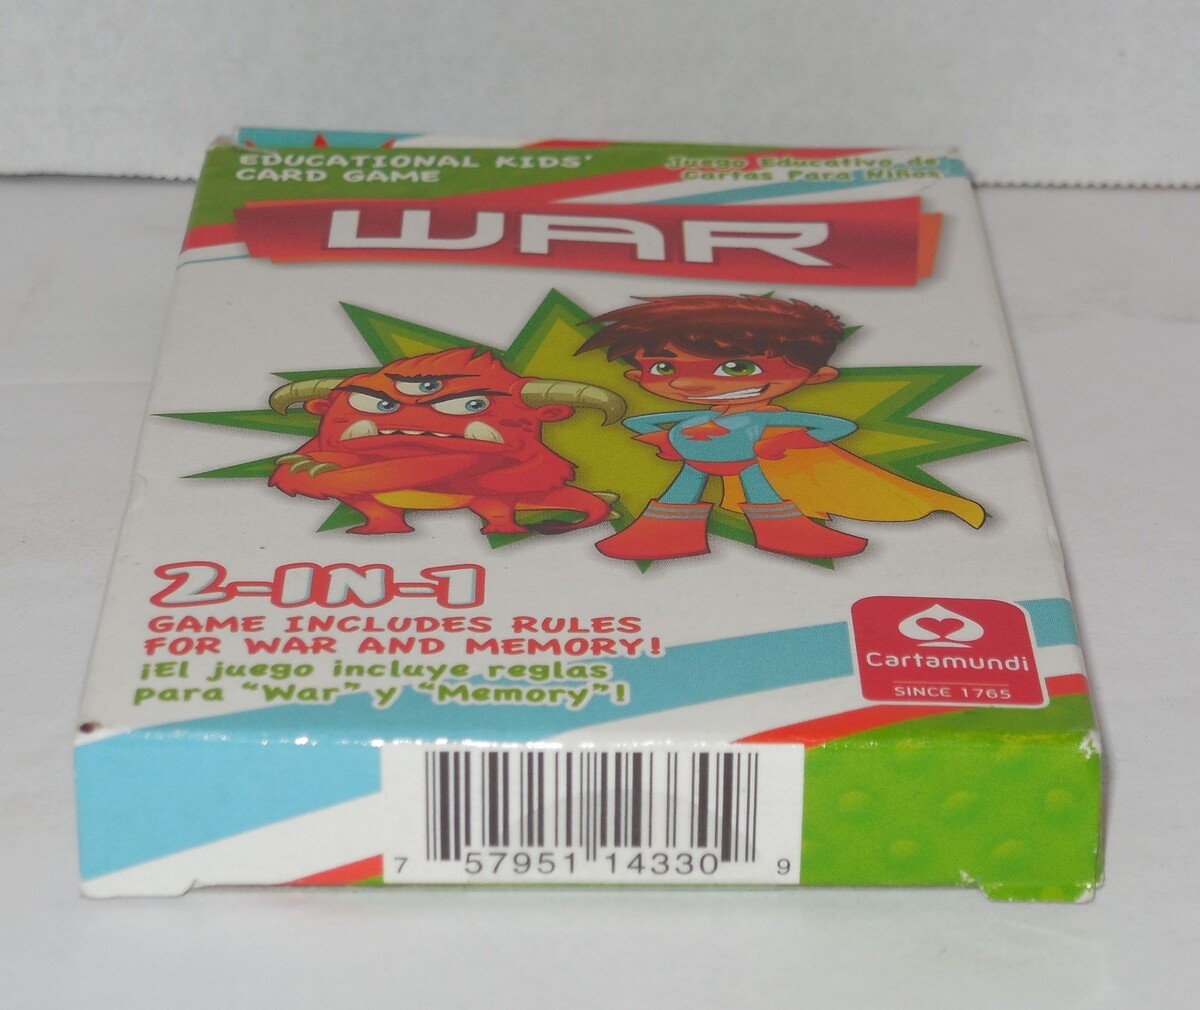 EDUCATIONAL KIDS'
CARD GAME
Juego Educativo de
Cartas Para Niños
WAR
2-IN-1
GAME INCLUDES RULES
FOR WAR AND MEMORY!
¡El juego incluye reglas
para "War" y "Memory"!
Cartamundi
SINCE 1765
7 57951 14330 9